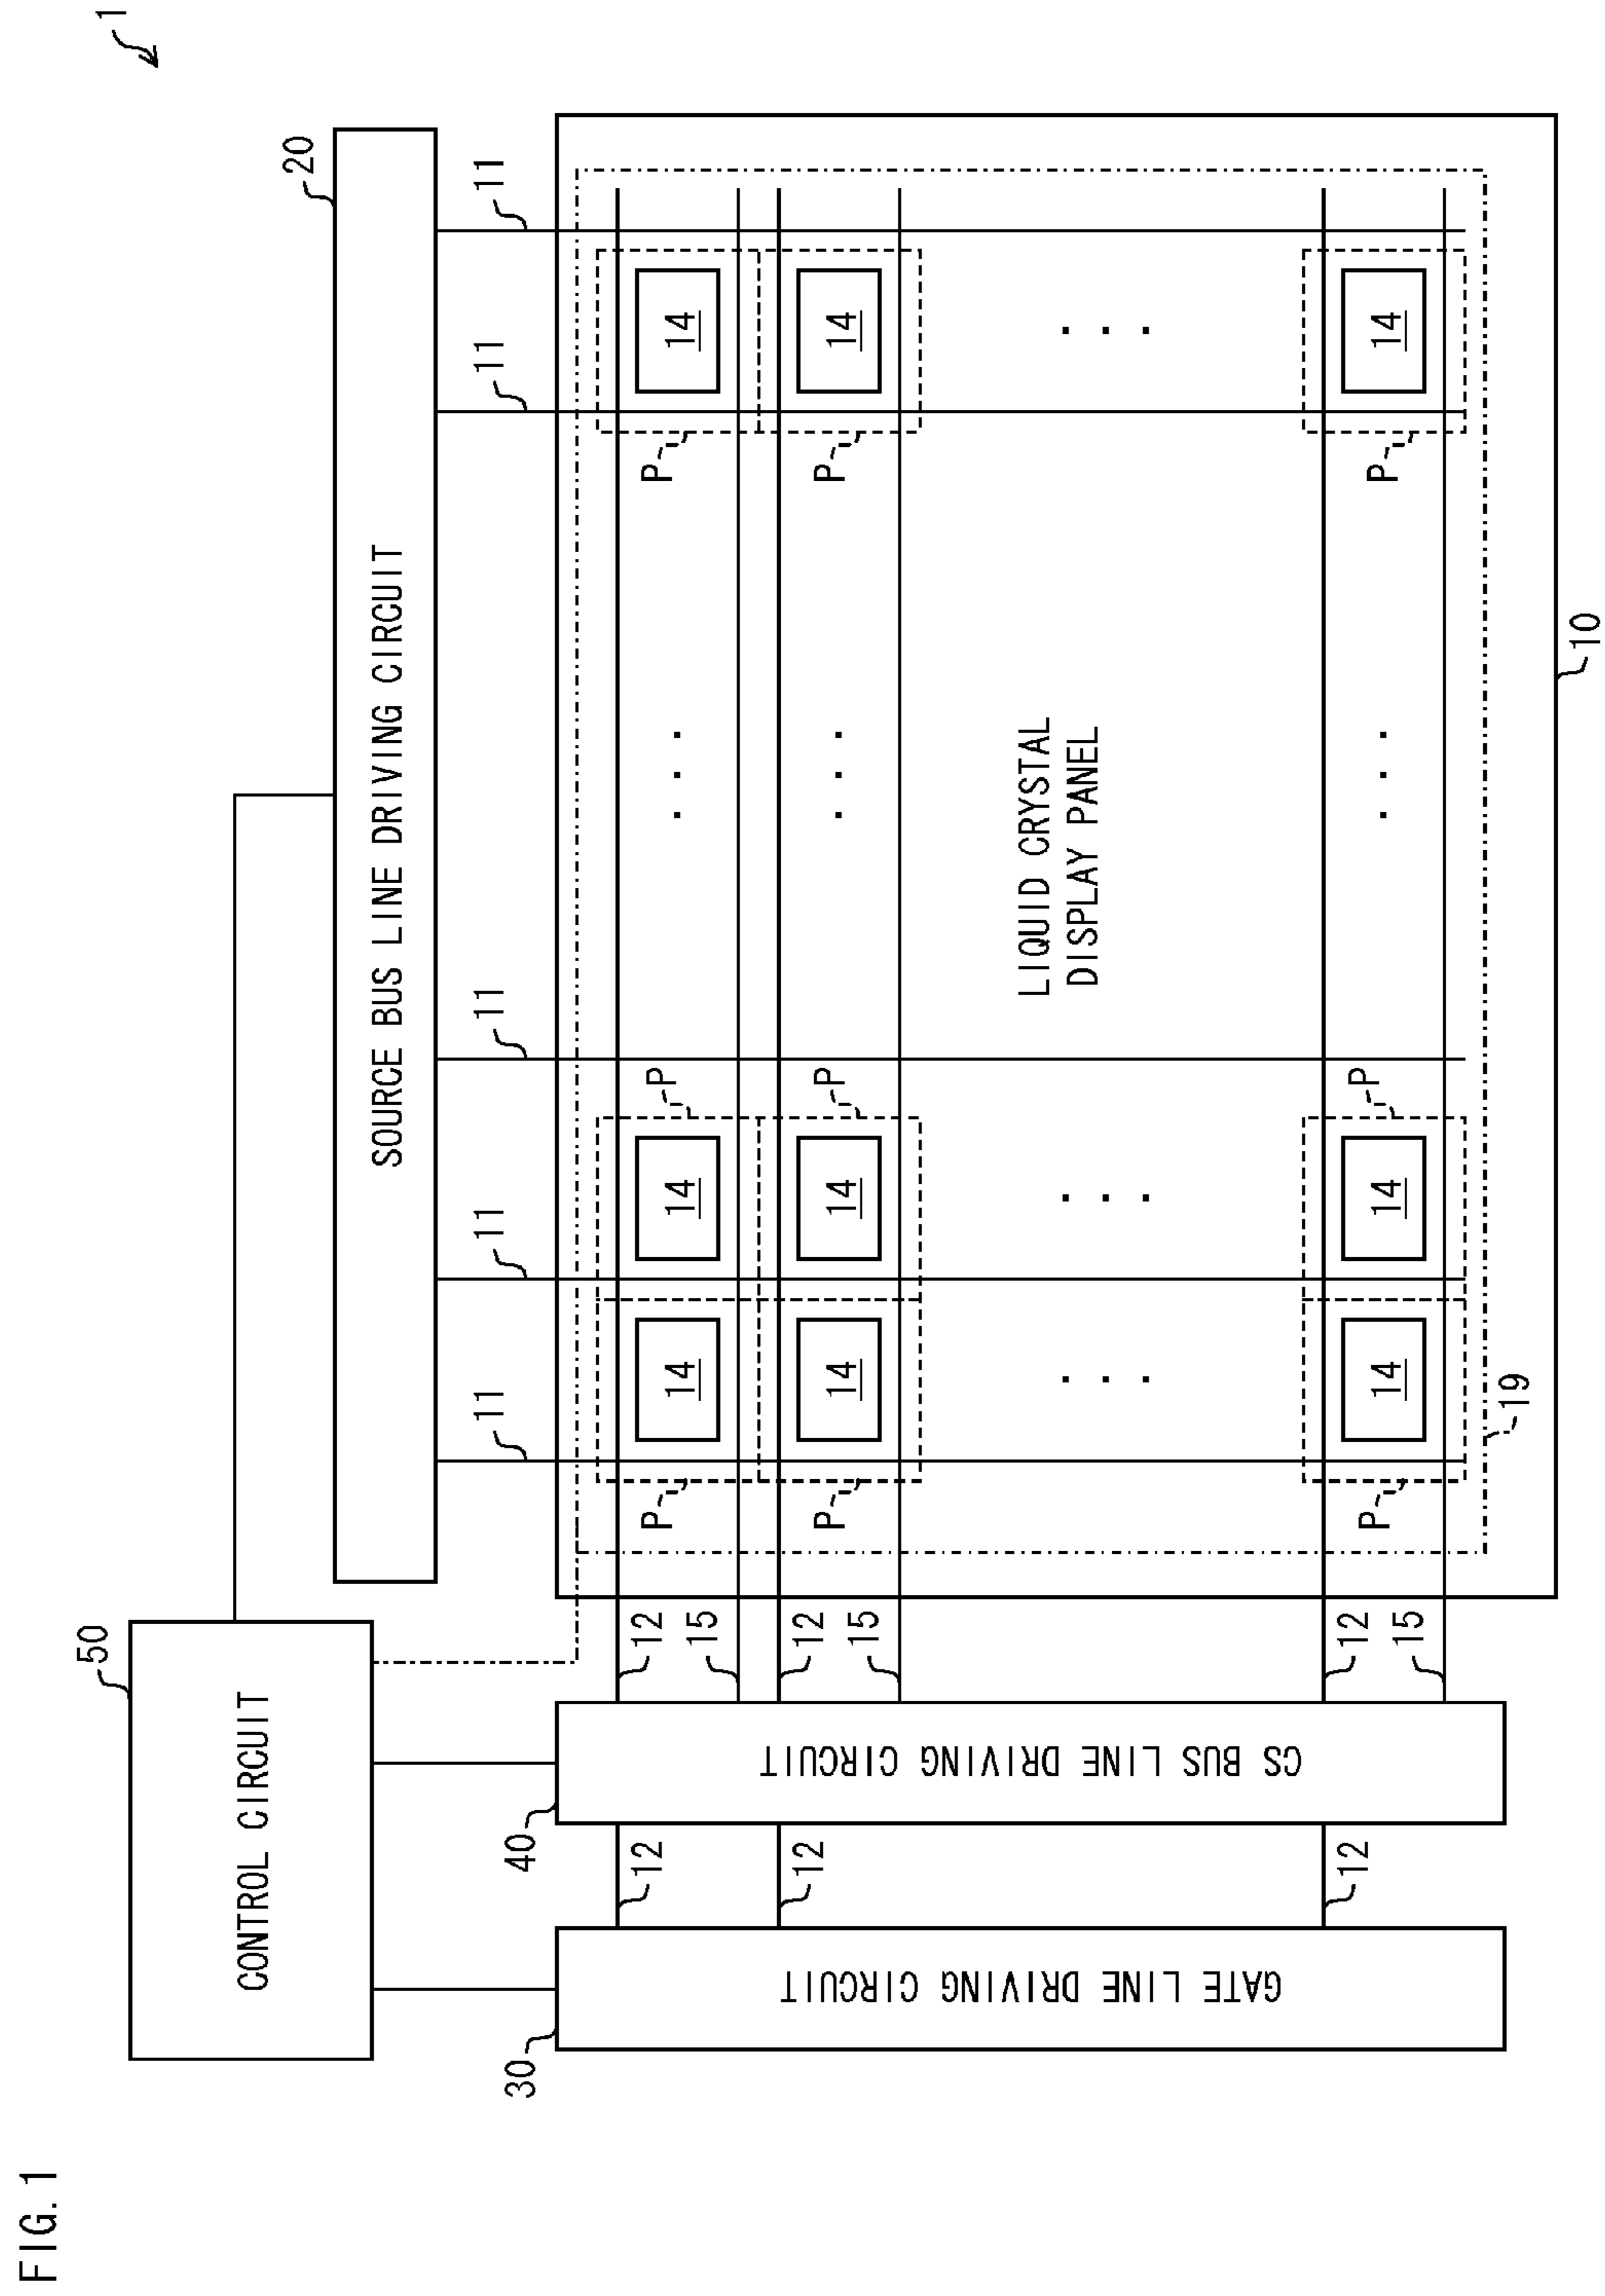 FIG. 1
1
50
CONTROL CIRCUIT
20
SOURCE BUS LINE DRIVING CIRCUIT
11 11 11 11 11
30 40
12 12 P P P
14 14 14
15
12 12 P P P
14 14 14
15
GATE LINE DRIVING CIRCUIT
CS BUS LINE DRIVING CIRCUIT
LIQUID CRYSTAL
DISPLAY PANEL
12 12 P P P
14 14 14
15
19
10